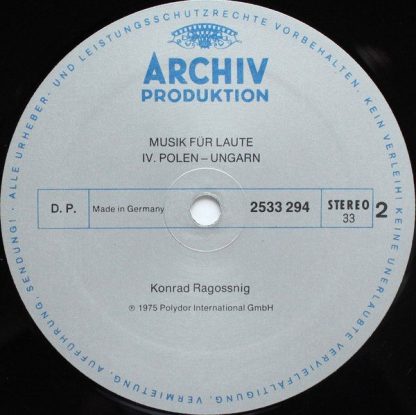 ALLE URHEBER- UND LEISTUNGSSCHUTZRECHTE VORBEHALTEN. KEIN VERLEIH! KEINE UNERLAUBTE VERVIELFÄLTIGUNG, VERMIETUNG, AUFFÜHRUNG, SENDUNG!
ARCHIV
PRODUKTION
MUSIK FÜR LAUTE
IV. POLEN – UNGARN
D. P. Made in Germany 2533 294 STEREO 2
33
Konrad Ragossnig
℗ 1975 Polydor International GmbH